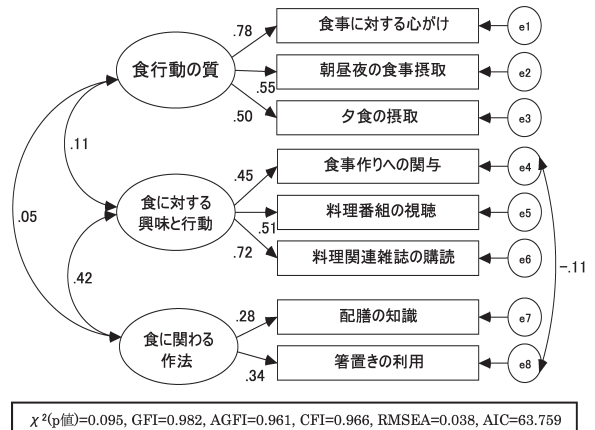 .78
食事に対する心がけ
e1
食行動の質
朝昼夜の食事摂取
e2
.55
.50
夕食の摂取
e3
.11
.45
食事作りへの関与
e4
食に対する
興味と行動
料理番組の視聴
e5
.05
.51
.72
料理関連雑誌の購読
e6
-.11
.42
.28
配膳の知識
e7
食に関わる
作法
箸置きの利用
e8
.34
χ²(p値)=0.095, GFI=0.982, AGFI=0.961, CFI=0.966, RMSEA=0.038, AIC=63.759